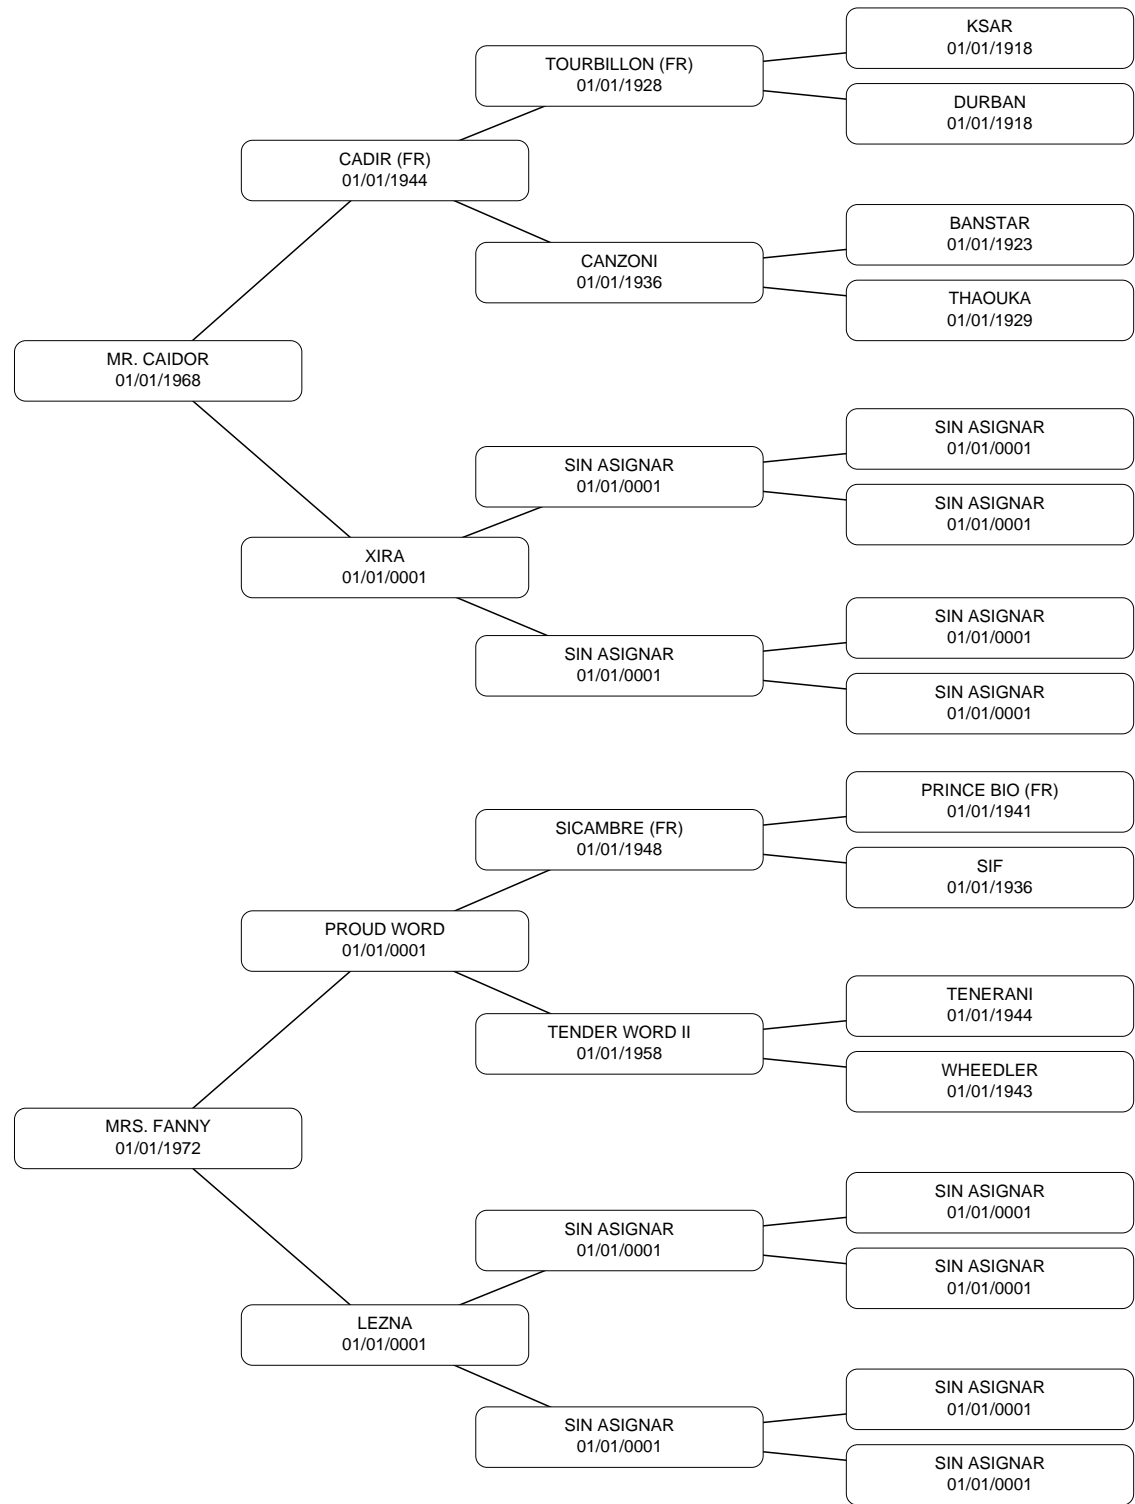 KSAR
01/01/1918
TOURBILLON (FR)
01/01/1928
DURBAN
01/01/1918
CADIR (FR)
01/01/1944
BANSTAR
01/01/1923
CANZONI
01/01/1936
THAOUKA
01/01/1929
MR. CAIDOR
01/01/1968
SIN ASIGNAR
01/01/0001
SIN ASIGNAR
01/01/0001
SIN ASIGNAR
01/01/0001
XIRA
01/01/0001
SIN ASIGNAR
01/01/0001
SIN ASIGNAR
01/01/0001
SIN ASIGNAR
01/01/0001
PRINCE BIO (FR)
01/01/1941
SICAMBRE (FR)
01/01/1948
SIF
01/01/1936
PROUD WORD
01/01/0001
TENERANI
01/01/1944
TENDER WORD II
01/01/1958
WHEEDLER
01/01/1943
MRS. FANNY
01/01/1972
SIN ASIGNAR
01/01/0001
SIN ASIGNAR
01/01/0001
SIN ASIGNAR
01/01/0001
LEZNA
01/01/0001
SIN ASIGNAR
01/01/0001
SIN ASIGNAR
01/01/0001
SIN ASIGNAR
01/01/0001